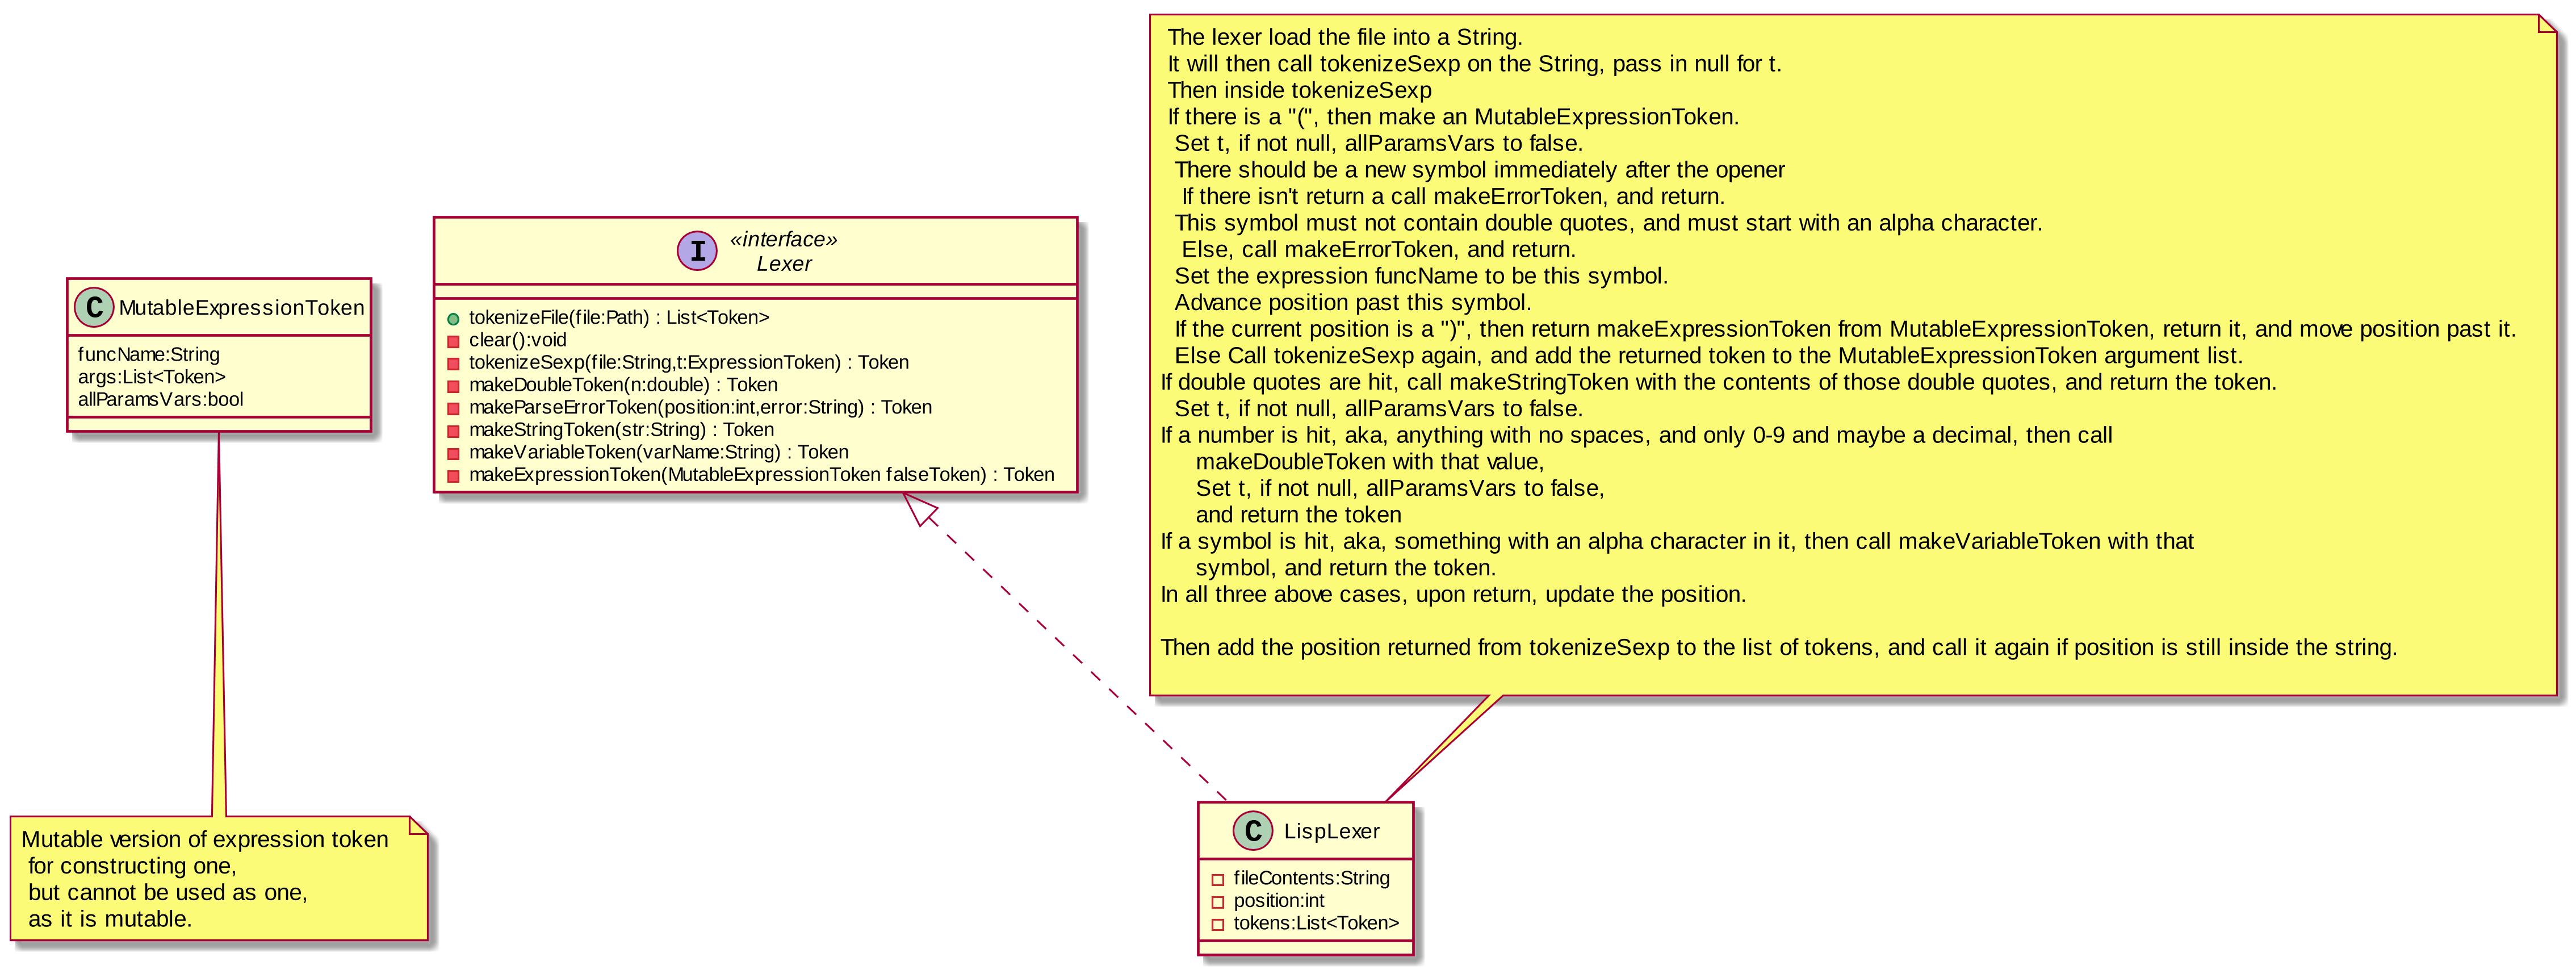 The lexer load the file into a String.
It will then call tokenizeSexp on the String, pass in null for t.
Then inside tokenizeSexp
If there is a "(", then make an MutableExpressionToken.
Set t, if not null, allParamsVars to false.
There should be a new symbol immediately after the opener
If there isn't return a call makeErrorToken, and return.
This symbol must not contain double quotes, and must start with an alpha character.
Else, call makeErrorToken, and return.
Set the expression funcName to be this symbol.
Advance position past this symbol.
If the current position is a ")", then return makeExpressionToken from MutableExpressionToken, return it, and move position past it.
Else Call tokenizeSexp again, and add the returned token to the MutableExpressionToken argument list.
If double quotes are hit, call makeStringToken with the contents of those double quotes, and return the token.
Set t, if not null, allParamsVars to false.
If a number is hit, aka, anything with no spaces, and only 0-9 and maybe a decimal, then call
makeDoubleToken with that value,
Set t, if not null, allParamsVars to false,
and return the token
If a symbol is hit, aka, something with an alpha character in it, then call makeVariableToken with that
symbol, and return the token.
In all three above cases, upon return, update the position.
Then add the position returned from tokenizeSexp to the list of tokens, and call it again if position is still inside the string.
C MutableExpressionToken
funcName:String
args:List<Token>
allParamsVars:bool
I «interface»
Lexer
tokenizeFile(file:Path) : List<Token>
clear():void
tokenizeSexp(file:String,t:ExpressionToken) : Token
makeDoubleToken(n:double) : Token
makeParseErrorToken(position:int,error:String) : Token
makeStringToken(str:String) : Token
makeVariableToken(varName:String) : Token
makeExpressionToken(MutableExpressionToken falseToken) : Token
Mutable version of expression token
for constructing one,
but cannot be used as one,
as it is mutable.
C LispLexer
fileContents:String
position:int
tokens:List<Token>